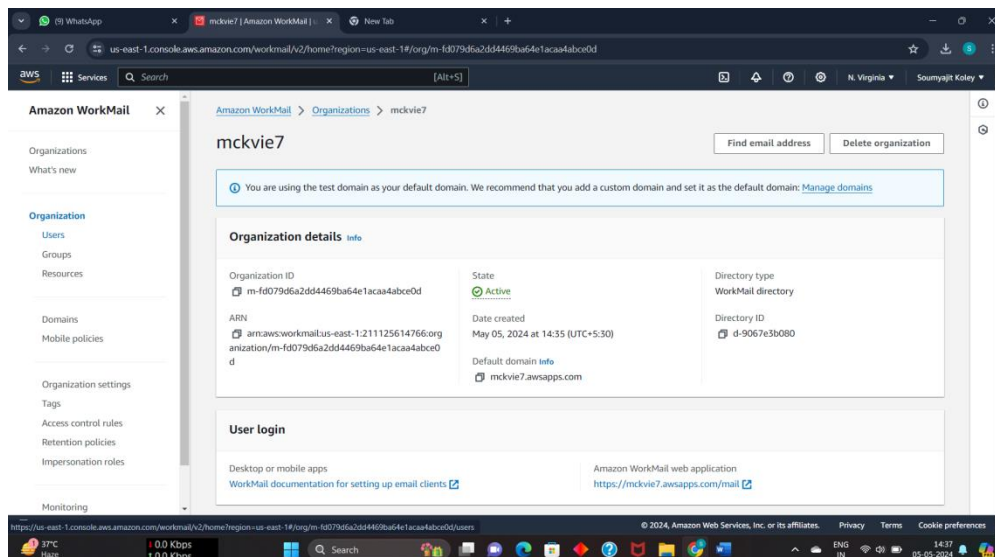 (9) WhatsApp
mckvie7 | Amazon WorkMail | u
New Tab
us-east-1.console.aws.amazon.com/workmail/v2/home?region=us-east-1#/org/m-fd079d6a2dd4469ba64e1acaa4abce0d
aws Services Search [Alt+S] N. Virginia Soumyajit Koley
Amazon WorkMail
Organizations
What's new
Organization
Users
Groups
Resources
Domains
Mobile policies
Organization settings
Tags
Access control rules
Retention policies
Impersonation roles
Monitoring
Amazon WorkMail > Organizations > mckvie7
mckvie7
Find email address Delete organization
You are using the test domain as your default domain. We recommend that you add a custom domain and set it as the default domain: Manage domains
Organization details Info
Organization ID
m-fd079d6a2dd4469ba64e1acaa4abce0d
ARN
arn:aws:workmail:us-east-1:211125614766:org
anization/m-fd079d6a2dd4469ba64e1acaa4abce0
d
State
Active
Date created
May 05, 2024 at 14:35 (UTC+5:30)
Default domain Info
mckvie7.awsapps.com
Directory type
WorkMail directory
Directory ID
d-9067e3b080
User login
Desktop or mobile apps
WorkMail documentation for setting up email clients
Amazon WorkMail web application
https://mckvie7.awsapps.com/mail
https://us-east-1.console.aws.amazon.com/workmail/v2/home?region=us-east-1#/org/m-fd079d6a2dd4469ba64e1acaa4abce0d/users
© 2024, Amazon Web Services, Inc. or its affiliates. Privacy Terms Cookie preferences
37°C
Haze
0.0 Kbps
0.0 Kbps
Search
ENG
IN
14:37
05-05-2024